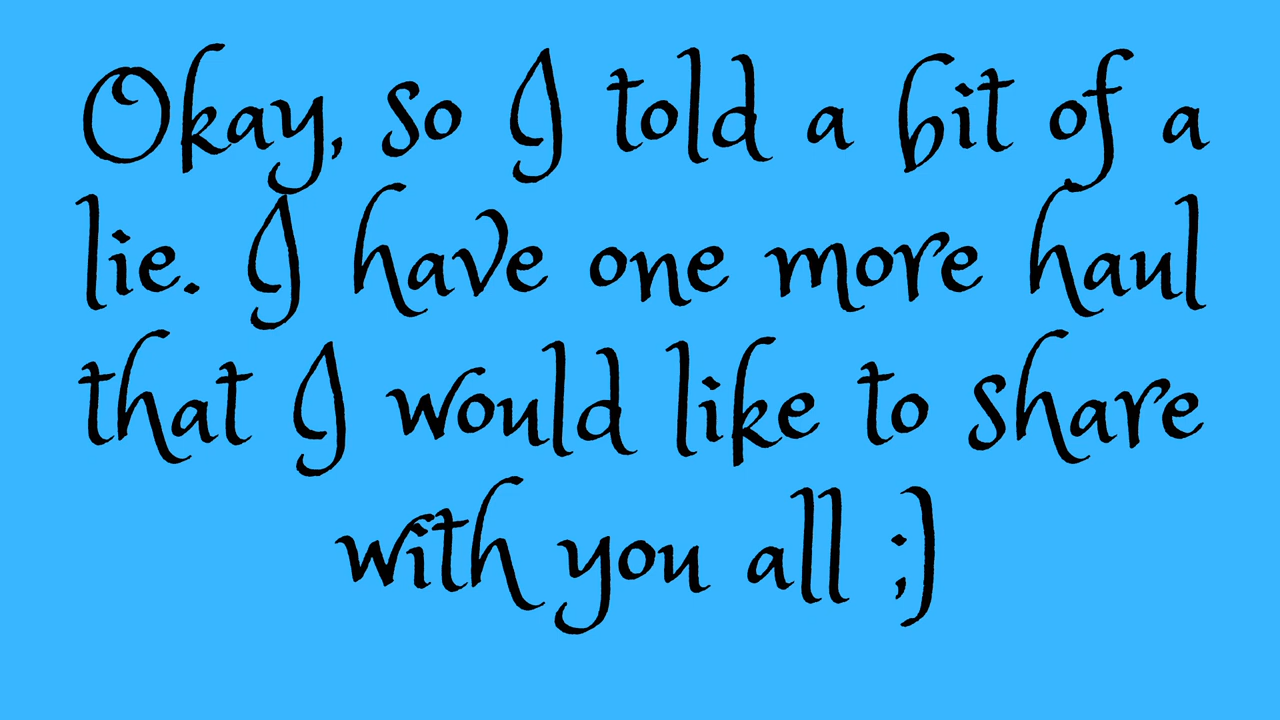 Okay, so I told a bit of a
lie. I have one more haul
that I would like to share
with you all ;)